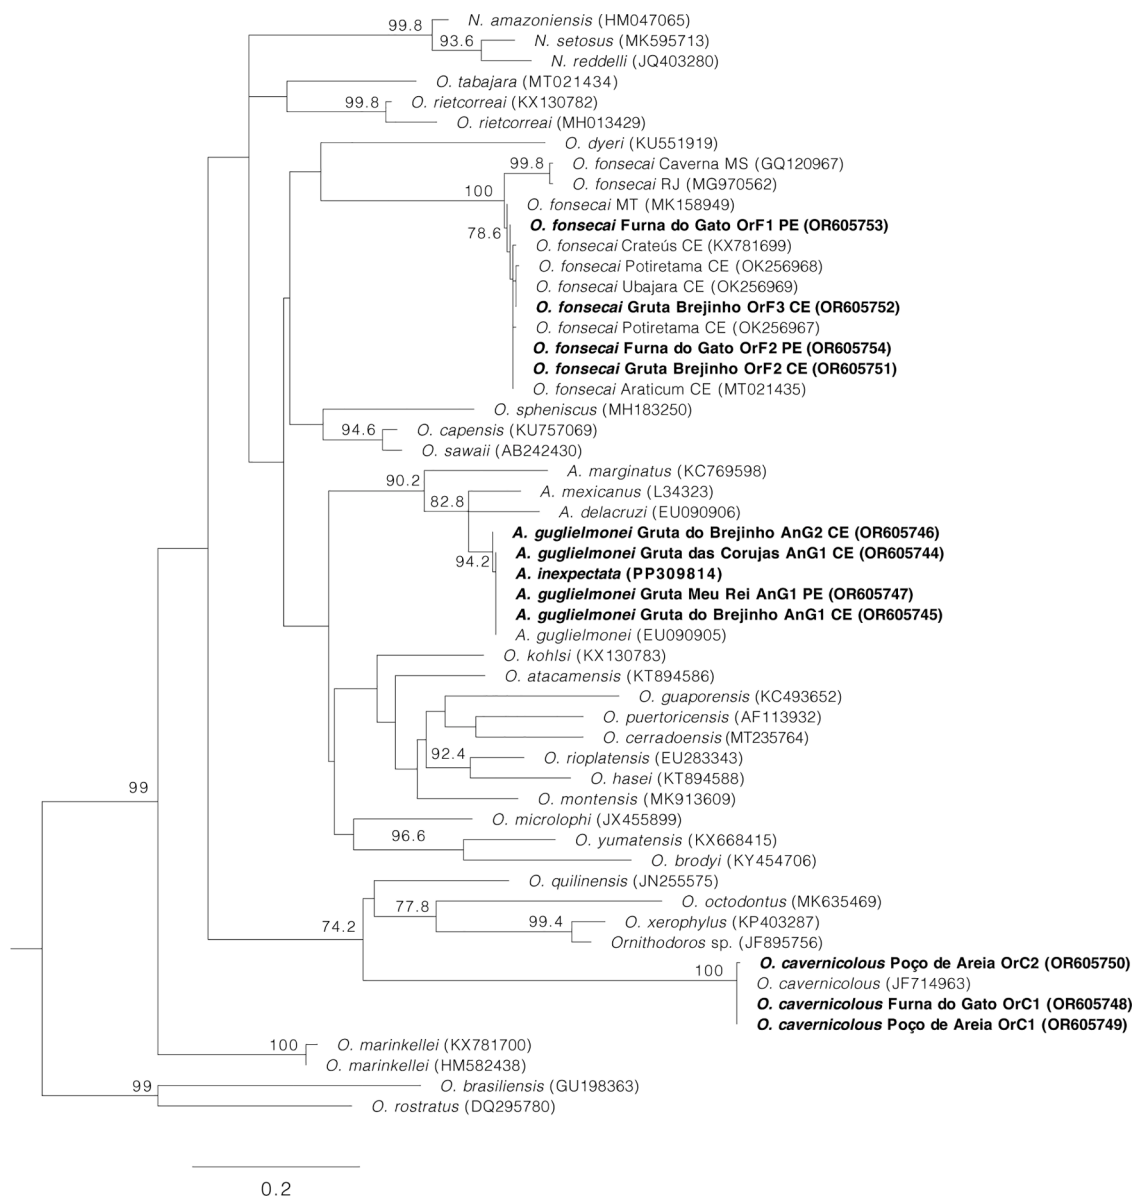 99.8 N. amazoniensis (HM047065)
93.6 N. setosus (MK595713)
N. reddelli (JQ403280)
O. tabajara (MT021434)
99.8 O. rietcorreai (KX130782)
O. rietcorreai (MH013429)
O. dyeri (KU551919)
99.8 O. fonsecai Caverna MS (GQ120967)
O. fonsecai RJ (MG970562)
100 O. fonsecai MT (MK158949)
O. fonsecai Furna do Gato OrF1 PE (OR605753)
78.6
O. fonsecai Crateús CE (KX781699)
O. fonsecai Potiretama CE (OK256968)
O. fonsecai Ubajara CE (OK256969)
O. fonsecai Gruta Brejinho OrF3 CE (OR605752)
O. fonsecai Potiretama CE (OK256967)
O. fonsecai Furna do Gato OrF2 PE (OR605754)
O. fonsecai Gruta Brejinho OrF2 CE (OR605751)
O. fonsecai Araticum CE (MT021435)
O. spheniscus (MH183250)
94.6 O. capensis (KU757069)
O. sawaii (AB242430)
90.2 A. marginatus (KC769598)
82.8 A. mexicanus (L34323)
A. delacruzi (EU090906)
A. guglielmonei Gruta do Brejinho AnG2 CE (OR605746)
94.2 A. guglielmonei Gruta das Corujas AnG1 CE (OR605744)
A. inexpectata (PP309814)
A. guglielmonei Gruta Meu Rei AnG1 PE (OR605747)
A. guglielmonei Gruta do Brejinho AnG1 CE (OR605745)
A. guglielmonei (EU090905)
O. kohlsi (KX130783)
O. atacamensis (KT894586)
O. guaporensis (KC493652)
O. puertoricensis (AF113932)
O. cerradoensis (MT235764)
92.4 O. rioplatensis (EU283343)
O. hasei (KT894588)
99
O. montensis (MK913609)
O. microlophi (JX455899)
96.6 O. yumatensis (KX668415)
O. brodyi (KY454706)
O. quilinensis (JN255575)
77.8 O. octodontus (MK635469)
74.2 99.4 O. xerophylus (KP403287)
Ornithodoros sp. (JF895756)
O. cavernicolous Poço de Areia OrC2 (OR605750)
100 O. cavernicolous (JF714963)
O. cavernicolous Furna do Gato OrC1 (OR605748)
O. cavernicolous Poço de Areia OrC1 (OR605749)
100 O. marinkellei (KX781700)
O. marinkellei (HM582438)
99 O. brasiliensis (GU198363)
O. rostratus (DQ295780)
0.2